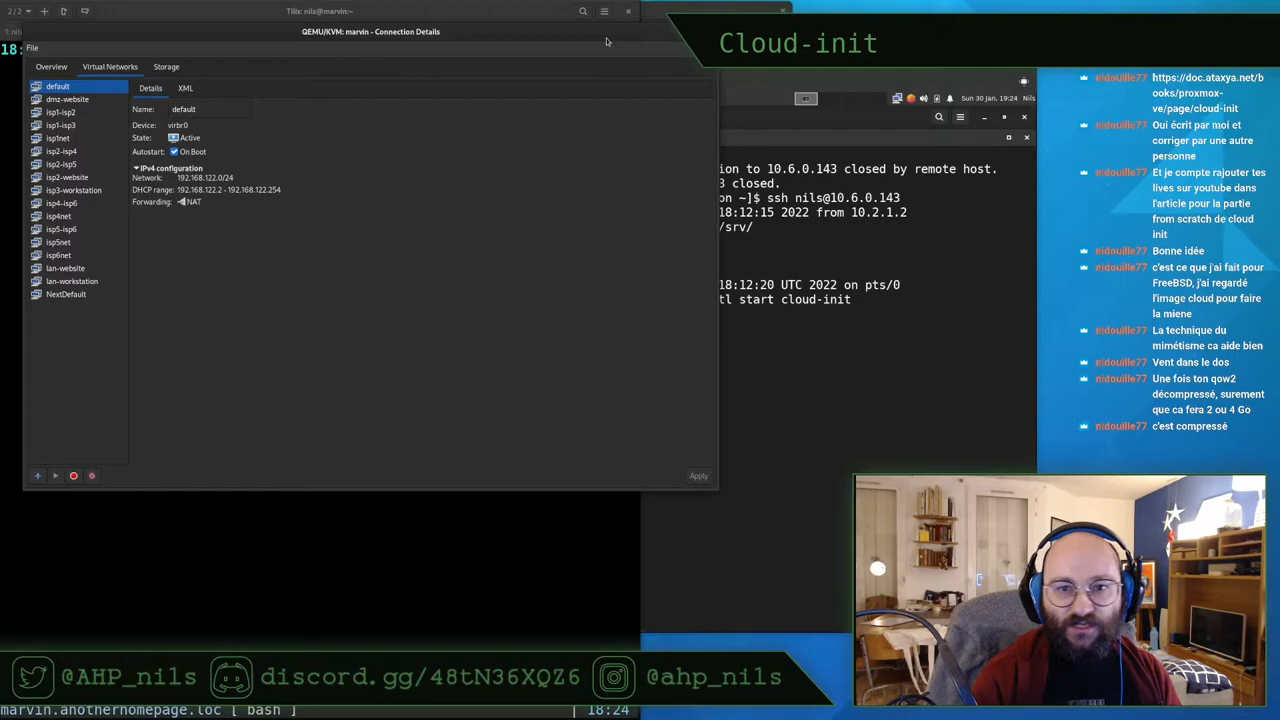 2/2
Tilix: nils@marvin:~
1: nils
18:
QEMU/KVM: marvin - Connection Details
File
Overview
Virtual Networks
Storage
default
dmz-website
isp1-isp2
isp1-isp3
isp1net
isp2-isp4
isp2-isp5
isp2-website
isp3-workstation
isp4-isp6
isp4net
isp5-isp6
isp5net
isp6net
lan-website
lan-workstation
NextDefault
Details
XML
Name: default
Device: virbr0
State: Active
Autostart: On Boot
IPv4 configuration
Network: 192.168.122.0/24
DHCP range: 192.168.122.2 - 192.168.122.254
Forwarding: NAT
Apply
Cloud-init
Sun 30 Jan, 19:24 Nils
ion to 10.6.0.143 closed by remote host.
3 closed.
on ~]$ ssh nils@10.6.0.143
18:12:15 2022 from 10.2.1.2
/srv/
18:12:20 UTC 2022 on pts/0
tl start cloud-init
nidouille77 https://doc.ataxya.net/b
ooks/proxmox-
ve/page/cloud-init
nidouille77 Oui écrit par moi et
corriger par une autre
personne
nidouille77 Et je compte rajouter tes
lives sur youtube dans
l'article pour la partie
from scratch de cloud
init
nidouille77 Bonne idée
nidouille77 c'est ce que j'ai fait pour
FreeBSD, j'ai regardé
l'image cloud pour faire
la miene
nidouille77 La technique du
mimétisme ca aide bien
nidouille77 Vent dans le dos
nidouille77 Une fois ton qow2
décompressé, surement
que ca fera 2 ou 4 Go
nidouille77 c'est compressé
@AHP_nils
discord.gg/48tN36XQZ6
@ahp_nils
marvin.anotherhomepage.loc [ bash ]
| 18:24